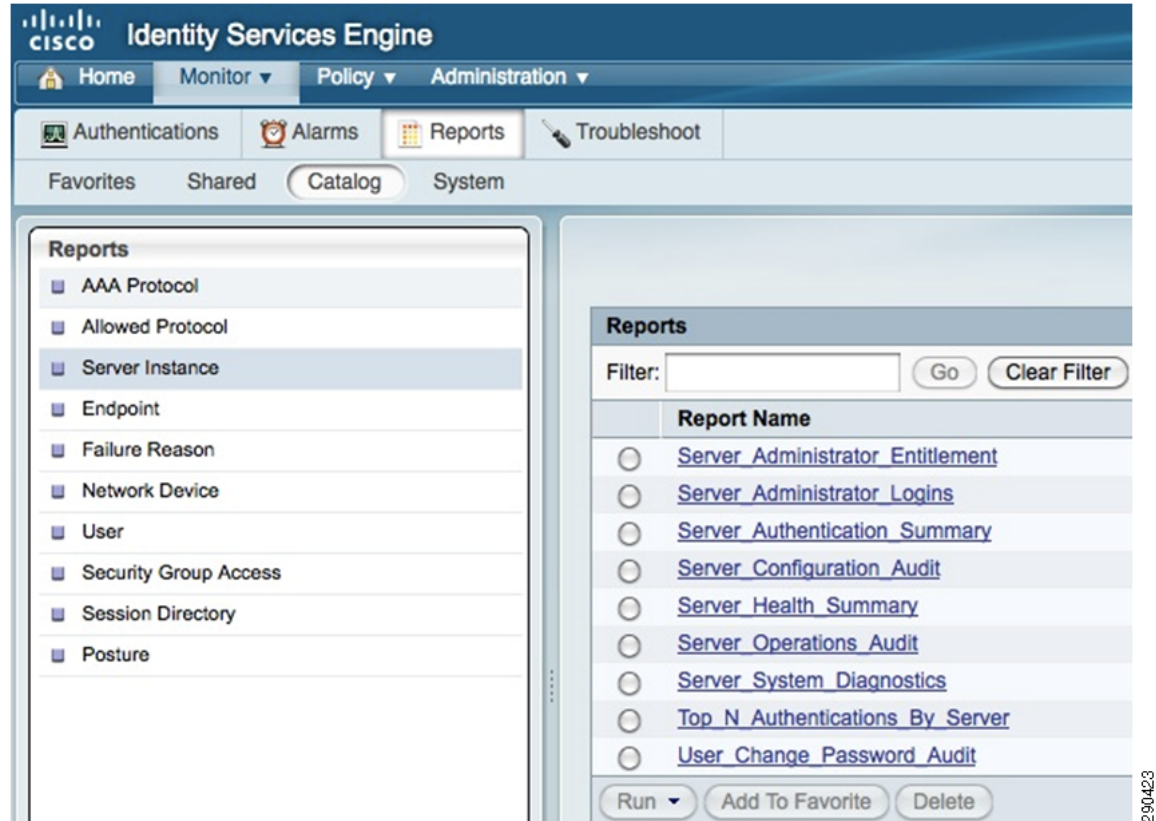 cisco Identity Services Engine
Home Monitor Policy Administration
Authentications Alarms Reports Troubleshoot
Favorites Shared Catalog System
Reports
AAA Protocol
Allowed Protocol
Server Instance
Endpoint
Failure Reason
Network Device
User
Security Group Access
Session Directory
Posture
Reports
Filter: Go Clear Filter
Report Name
Server_Administrator_Entitlement
Server_Administrator_Logins
Server_Authentication_Summary
Server_Configuration_Audit
Server_Health_Summary
Server_Operations_Audit
Server_System_Diagnostics
Top_N_Authentications_By_Server
User_Change_Password_Audit
Run Add To Favorite Delete
290423